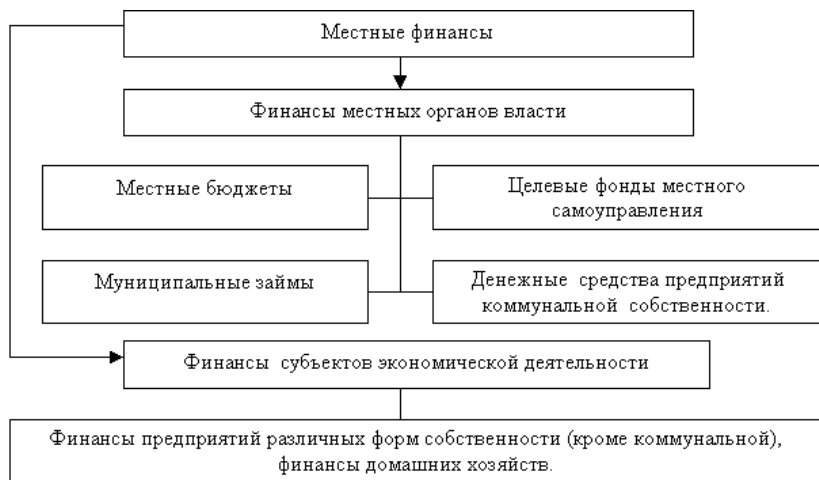 Местные финансы
Финансы местных органов власти
Местные бюджеты
Целевые фонды местного
самоуправления
Муниципальные займы
Денежные средства предприятий
коммунальной собственности.
Финансы субъектов экономической деятельности
Финансы предприятий различных форм собственности (кроме коммунальной),
финансы домашних хозяйств.